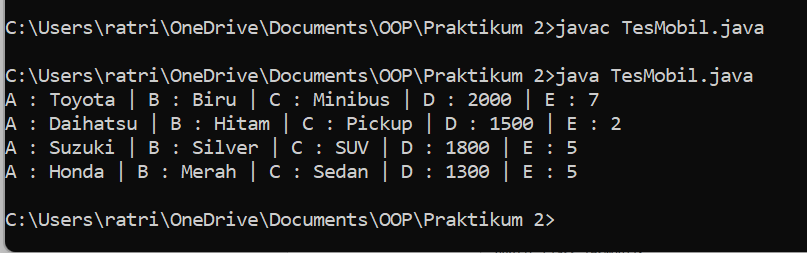 C:\Users\ratri\OneDrive\Documents\OOP\Praktikum 2>javac TesMobil.java
C:\Users\ratri\OneDrive\Documents\OOP\Praktikum 2>java TesMobil.java
A : Toyota | B : Biru | C : Minibus | D : 2000 | E : 7
A : Daihatsu | B : Hitam | C : Pickup | D : 1500 | E : 2
A : Suzuki | B : Silver | C : SUV | D : 1800 | E : 5
A : Honda | B : Merah | C : Sedan | D : 1300 | E : 5
C:\Users\ratri\OneDrive\Documents\OOP\Praktikum 2>